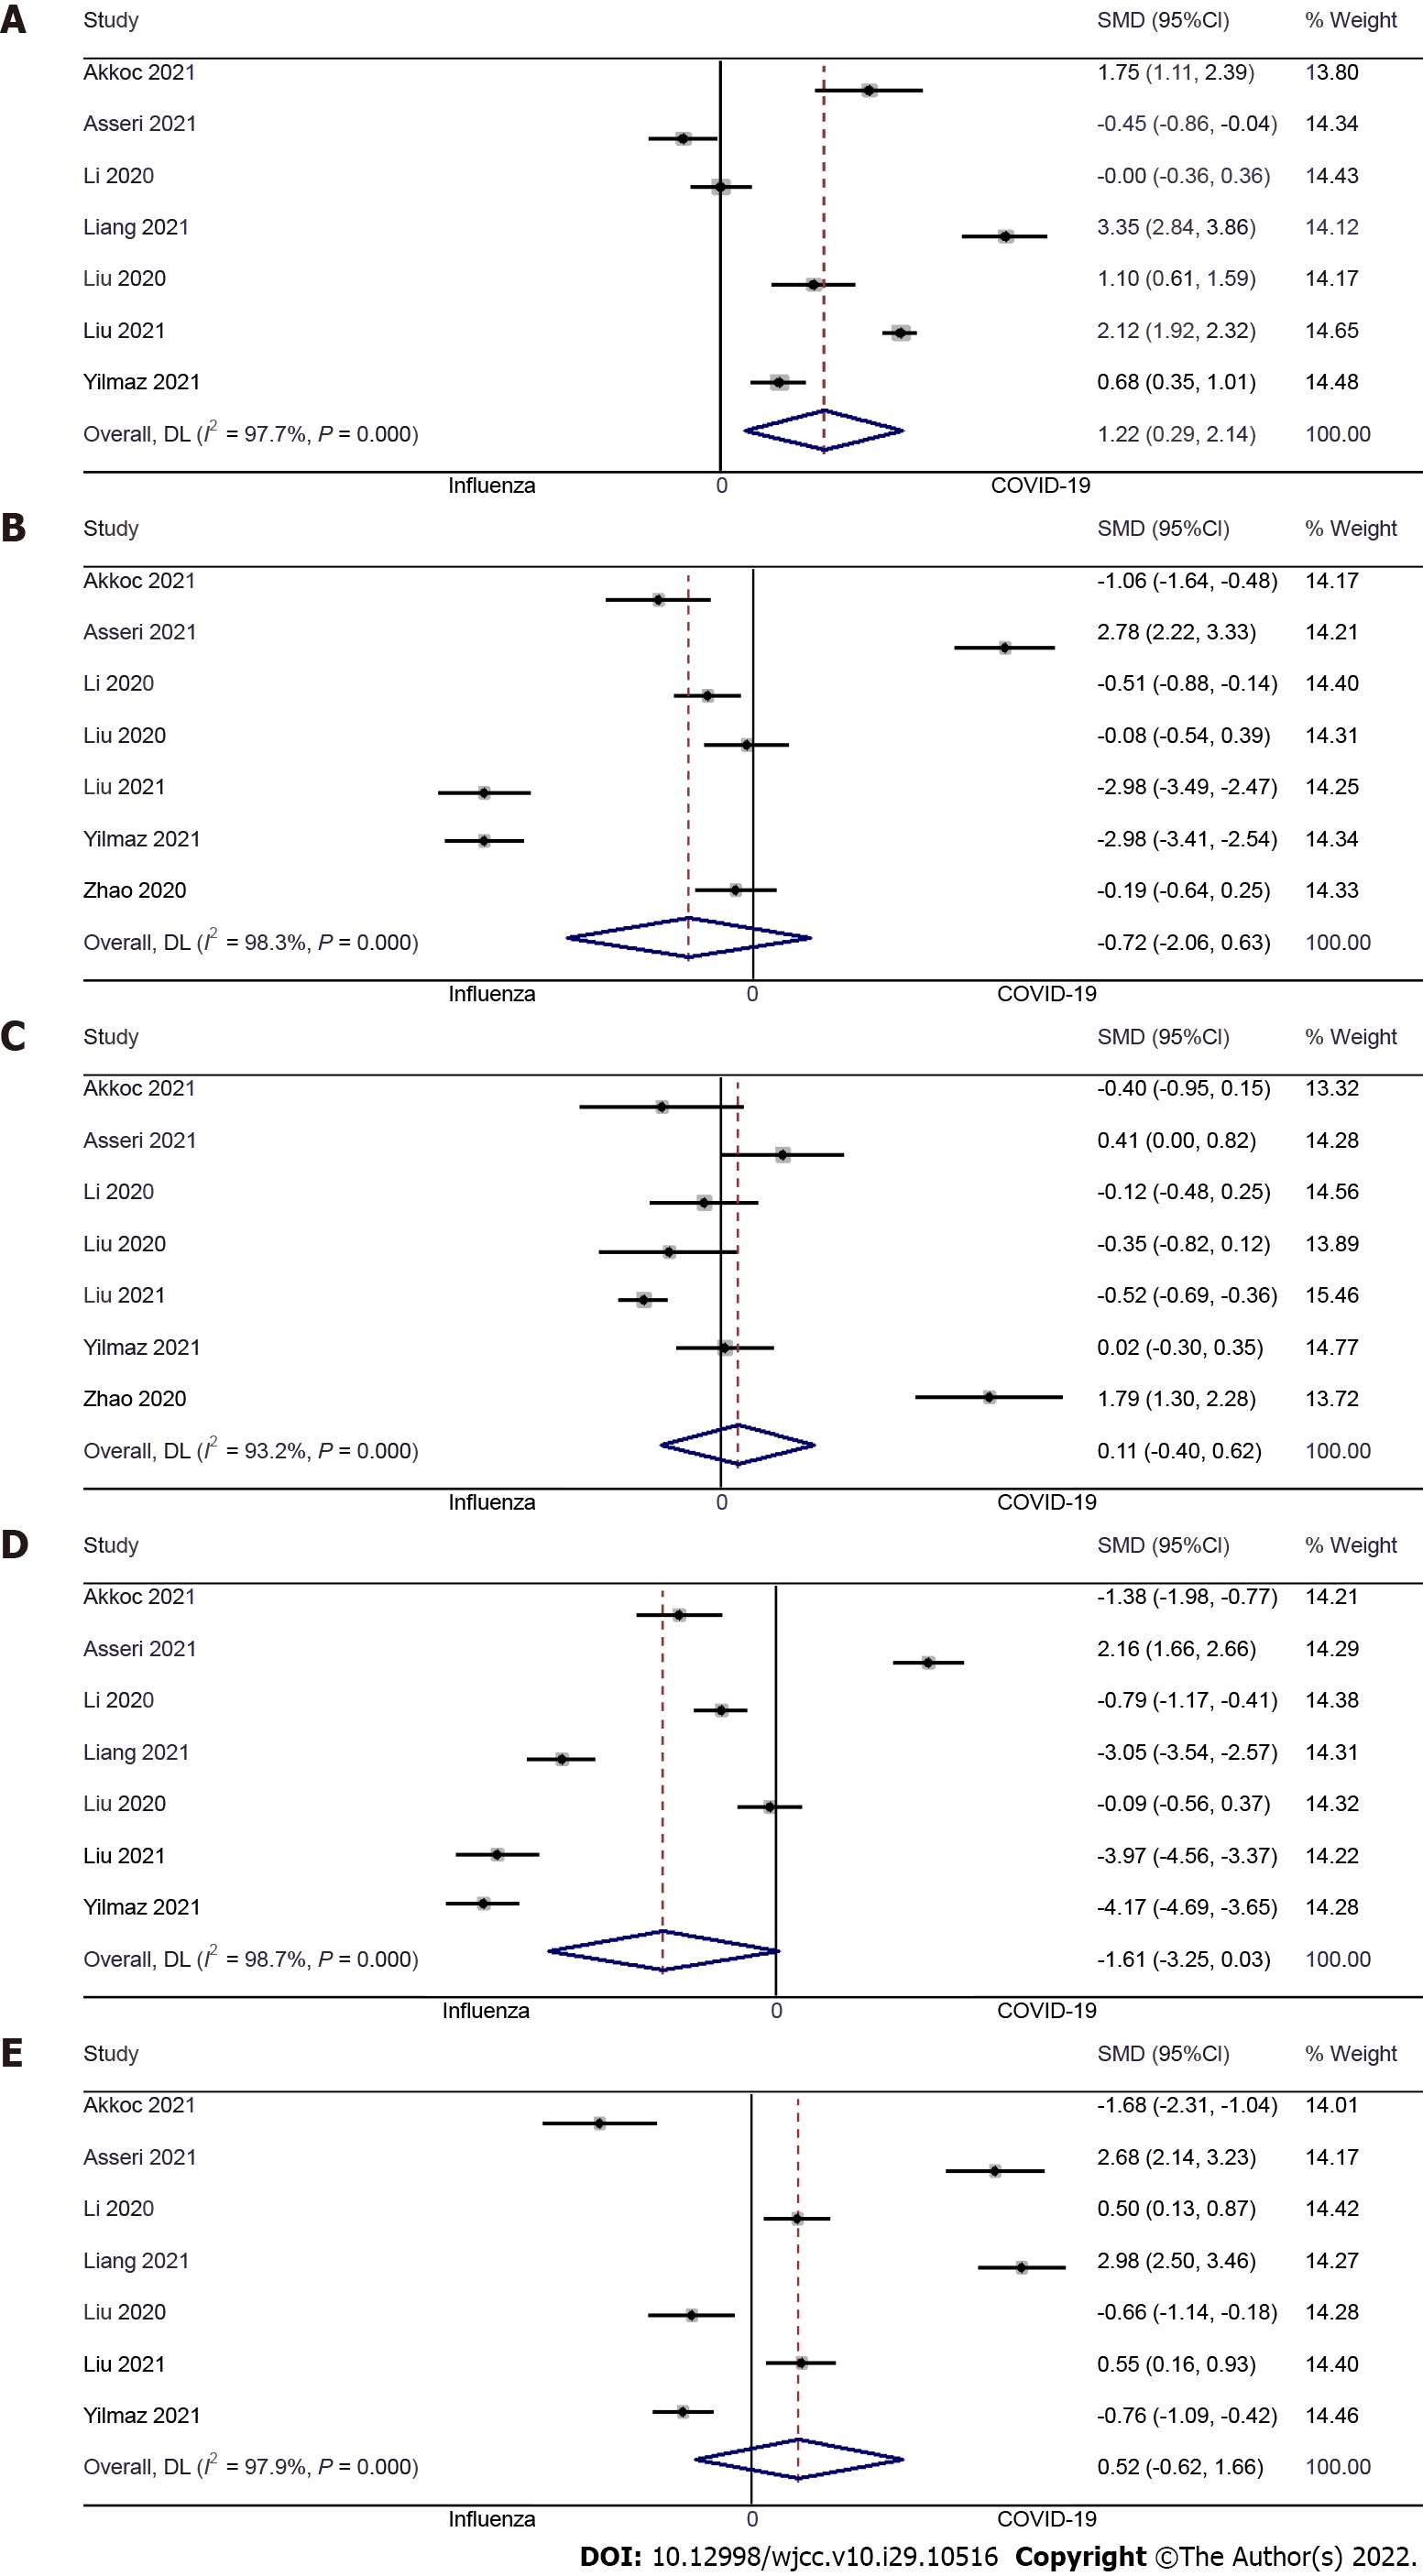 A
Study SMD (95%CI) % Weight
Akkoc 2021 1.75 (1.11, 2.39) 13.80
Asseri 2021 -0.45 (-0.86, -0.04) 14.34
Li 2020 -0.00 (-0.36, 0.36) 14.43
Liang 2021 3.35 (2.84, 3.86) 14.12
Liu 2020 1.10 (0.61, 1.59) 14.17
Liu 2021 2.12 (1.92, 2.32) 14.65
Yilmaz 2021 0.68 (0.35, 1.01) 14.48
Overall, DL (I² = 97.7%, P = 0.000) 1.22 (0.29, 2.14) 100.00
Influenza 0 COVID-19
B
Study SMD (95%CI) % Weight
Akkoc 2021 -1.06 (-1.64, -0.48) 14.17
Asseri 2021 2.78 (2.22, 3.33) 14.21
Li 2020 -0.51 (-0.88, -0.14) 14.40
Liu 2020 -0.08 (-0.54, 0.39) 14.31
Liu 2021 -2.98 (-3.49, -2.47) 14.25
Yilmaz 2021 -2.98 (-3.41, -2.54) 14.34
Zhao 2020 -0.19 (-0.64, 0.25) 14.33
Overall, DL (I² = 98.3%, P = 0.000) -0.72 (-2.06, 0.63) 100.00
Influenza 0 COVID-19
C
Study SMD (95%CI) % Weight
Akkoc 2021 -0.40 (-0.95, 0.15) 13.32
Asseri 2021 0.41 (0.00, 0.82) 14.28
Li 2020 -0.12 (-0.48, 0.25) 14.56
Liu 2020 -0.35 (-0.82, 0.12) 13.89
Liu 2021 -0.52 (-0.69, -0.36) 15.46
Yilmaz 2021 0.02 (-0.30, 0.35) 14.77
Zhao 2020 1.79 (1.30, 2.28) 13.72
Overall, DL (I² = 93.2%, P = 0.000) 0.11 (-0.40, 0.62) 100.00
Influenza 0 COVID-19
D
Study SMD (95%CI) % Weight
Akkoc 2021 -1.38 (-1.98, -0.77) 14.21
Asseri 2021 2.16 (1.66, 2.66) 14.29
Li 2020 -0.79 (-1.17, -0.41) 14.38
Liang 2021 -3.05 (-3.54, -2.57) 14.31
Liu 2020 -0.09 (-0.56, 0.37) 14.32
Liu 2021 -3.97 (-4.56, -3.37) 14.22
Yilmaz 2021 -4.17 (-4.69, -3.65) 14.28
Overall, DL (I² = 98.7%, P = 0.000) -1.61 (-3.25, 0.03) 100.00
Influenza 0 COVID-19
E
Study SMD (95%CI) % Weight
Akkoc 2021 -1.68 (-2.31, -1.04) 14.01
Asseri 2021 2.68 (2.14, 3.23) 14.17
Li 2020 0.50 (0.13, 0.87) 14.42
Liang 2021 2.98 (2.50, 3.46) 14.27
Liu 2020 -0.66 (-1.14, -0.18) 14.28
Liu 2021 0.55 (0.16, 0.93) 14.40
Yilmaz 2021 -0.76 (-1.09, -0.42) 14.46
Overall, DL (I² = 97.9%, P = 0.000) 0.52 (-0.62, 1.66) 100.00
Influenza 0 COVID-19
DOI: 10.12998/wjcc.v10.i29.10516 Copyright ©The Author(s) 2022.